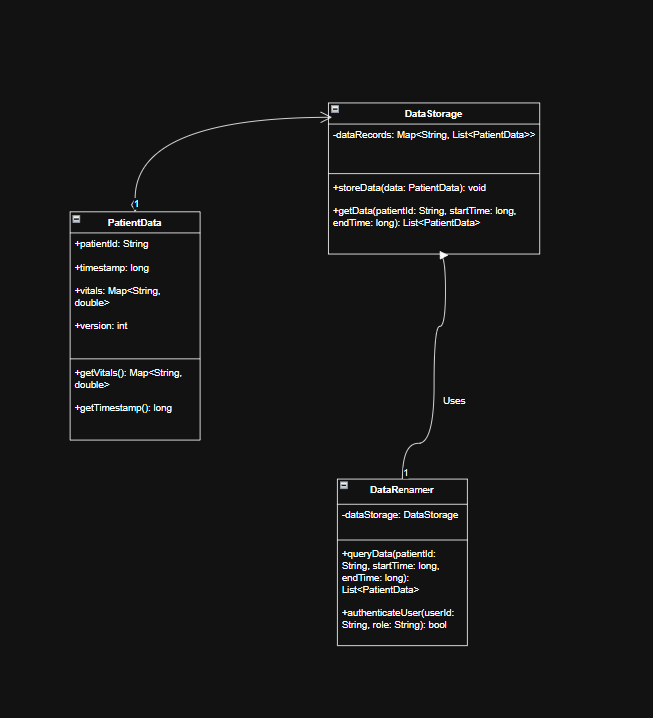 DataStorage
-dataRecords: Map<String, List<PatientData>>
+storeData(data: PatientData): void
+getData(patientId: String, startTime: long,
endTime: long): List<PatientData>
1
PatientData
+patientId: String
+timestamp: long
+vitals: Map<String,
double>
+version: int
+getVitals(): Map<String,
double>
+getTimestamp(): long
Uses
1
DataRenamer
-dataStorage: DataStorage
+queryData(patientId:
String, startTime: long,
endTime: long):
List<PatientData>
+authenticateUser(userId:
String, role: String): bool